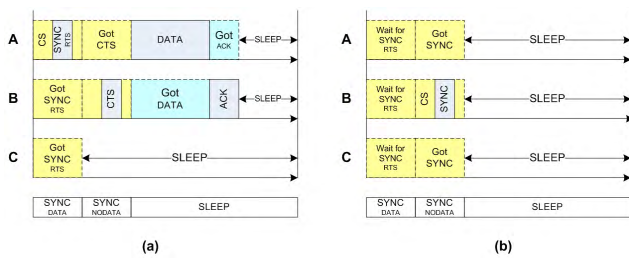 A
CS
SYNC
RTS
Got
CTS
DATA
Got
ACK
SLEEP
B
Got
SYNC
RTS
CTS
Got
DATA
ACK
SLEEP
C
Got
SYNC
RTS
SLEEP
SYNC
DATA
SYNC
NODATA
SLEEP
(a)
A
Wait for
SYNC
RTS
Got
SYNC
SLEEP
B
Wait for
SYNC
RTS
CS
SYNC
SLEEP
C
Wait for
SYNC
RTS
Got
SYNC
SLEEP
SYNC
DATA
SYNC
NODATA
SLEEP
(b)